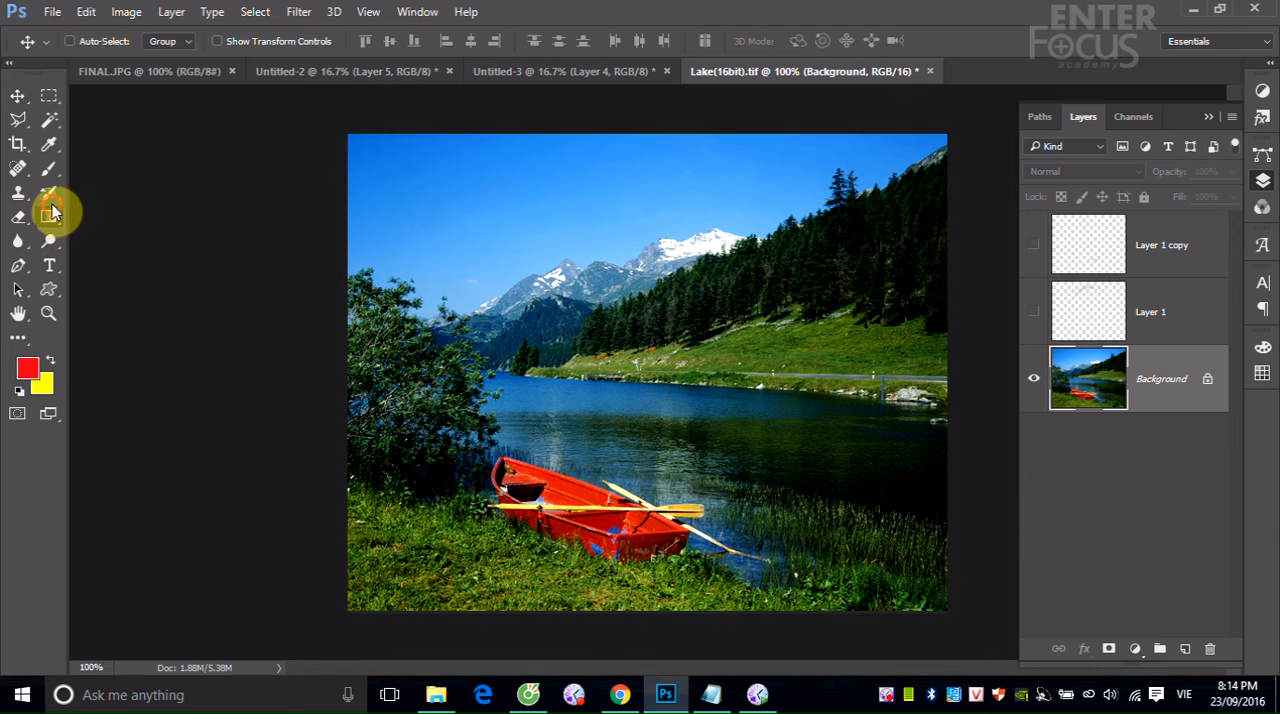 Ps File Edit Image Layer Type Select Filter 3D View Window Help
ENTER
FOCUS
academy
Auto-Select: Group Show Transform Controls 3D Mode: Essentials
FINAL.JPG @ 100% (RGB/8#) × Untitled-2 @ 16.7% (Layer 5, RGB/8) * × Untitled-3 @ 16.7% (Layer 4, RGB/8) * × Lake(16bit).tif @ 100% (Background, RGB/16) * ×
Paths Layers Channels
Kind
Normal Opacity: 100%
Lock: Fill: 100%
Layer 1 copy
Layer 1
Background
100% Doc: 1.88M/5.38M
Ask me anything
Ps
VIE
8:14 PM
23/09/2016